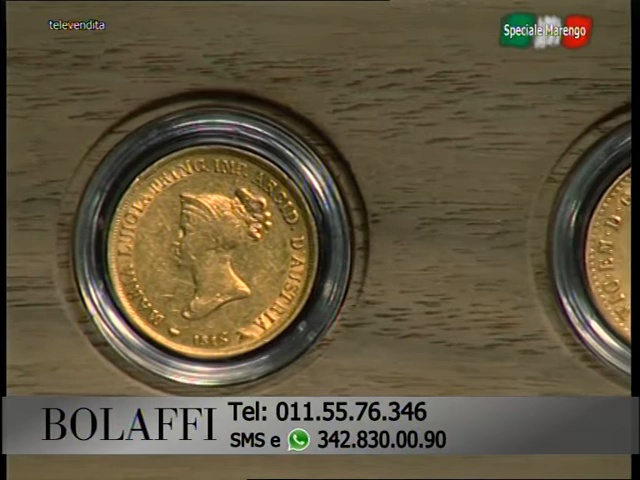 televendita
Speciale Marengo
MARIA LUIGIA PRINC. IMP. ARCID. D'AUSTRIA
1815
BOLAFFI
Tel: 011.55.76.346
SMS e 342.830.00.90